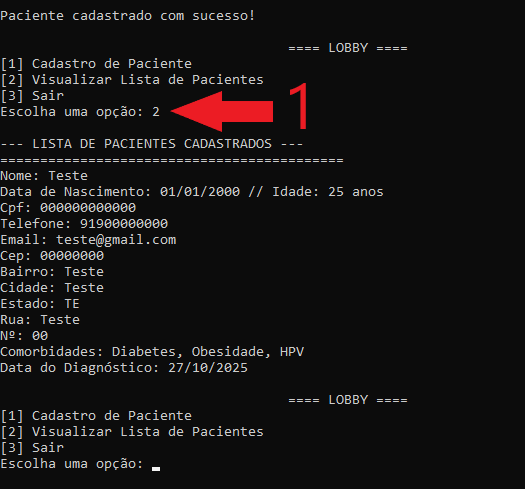 Paciente cadastrado com sucesso!
==== LOBBY ====
[1] Cadastro de Paciente
[2] Visualizar Lista de Pacientes
[3] Sair
Escolha uma opção: 2
1
--- LISTA DE PACIENTES CADASTRADOS ---
===========================================
Nome: Teste
Data de Nascimento: 01/01/2000 // Idade: 25 anos
Cpf: 000000000000
Telefone: 91900000000
Email: teste@gmail.com
Cep: 00000000
Bairro: Teste
Cidade: Teste
Estado: TE
Rua: Teste
Nº: 00
Comorbidades: Diabetes, Obesidade, HPV
Data do Diagnóstico: 27/10/2025
==== LOBBY ====
[1] Cadastro de Paciente
[2] Visualizar Lista de Pacientes
[3] Sair
Escolha uma opção: